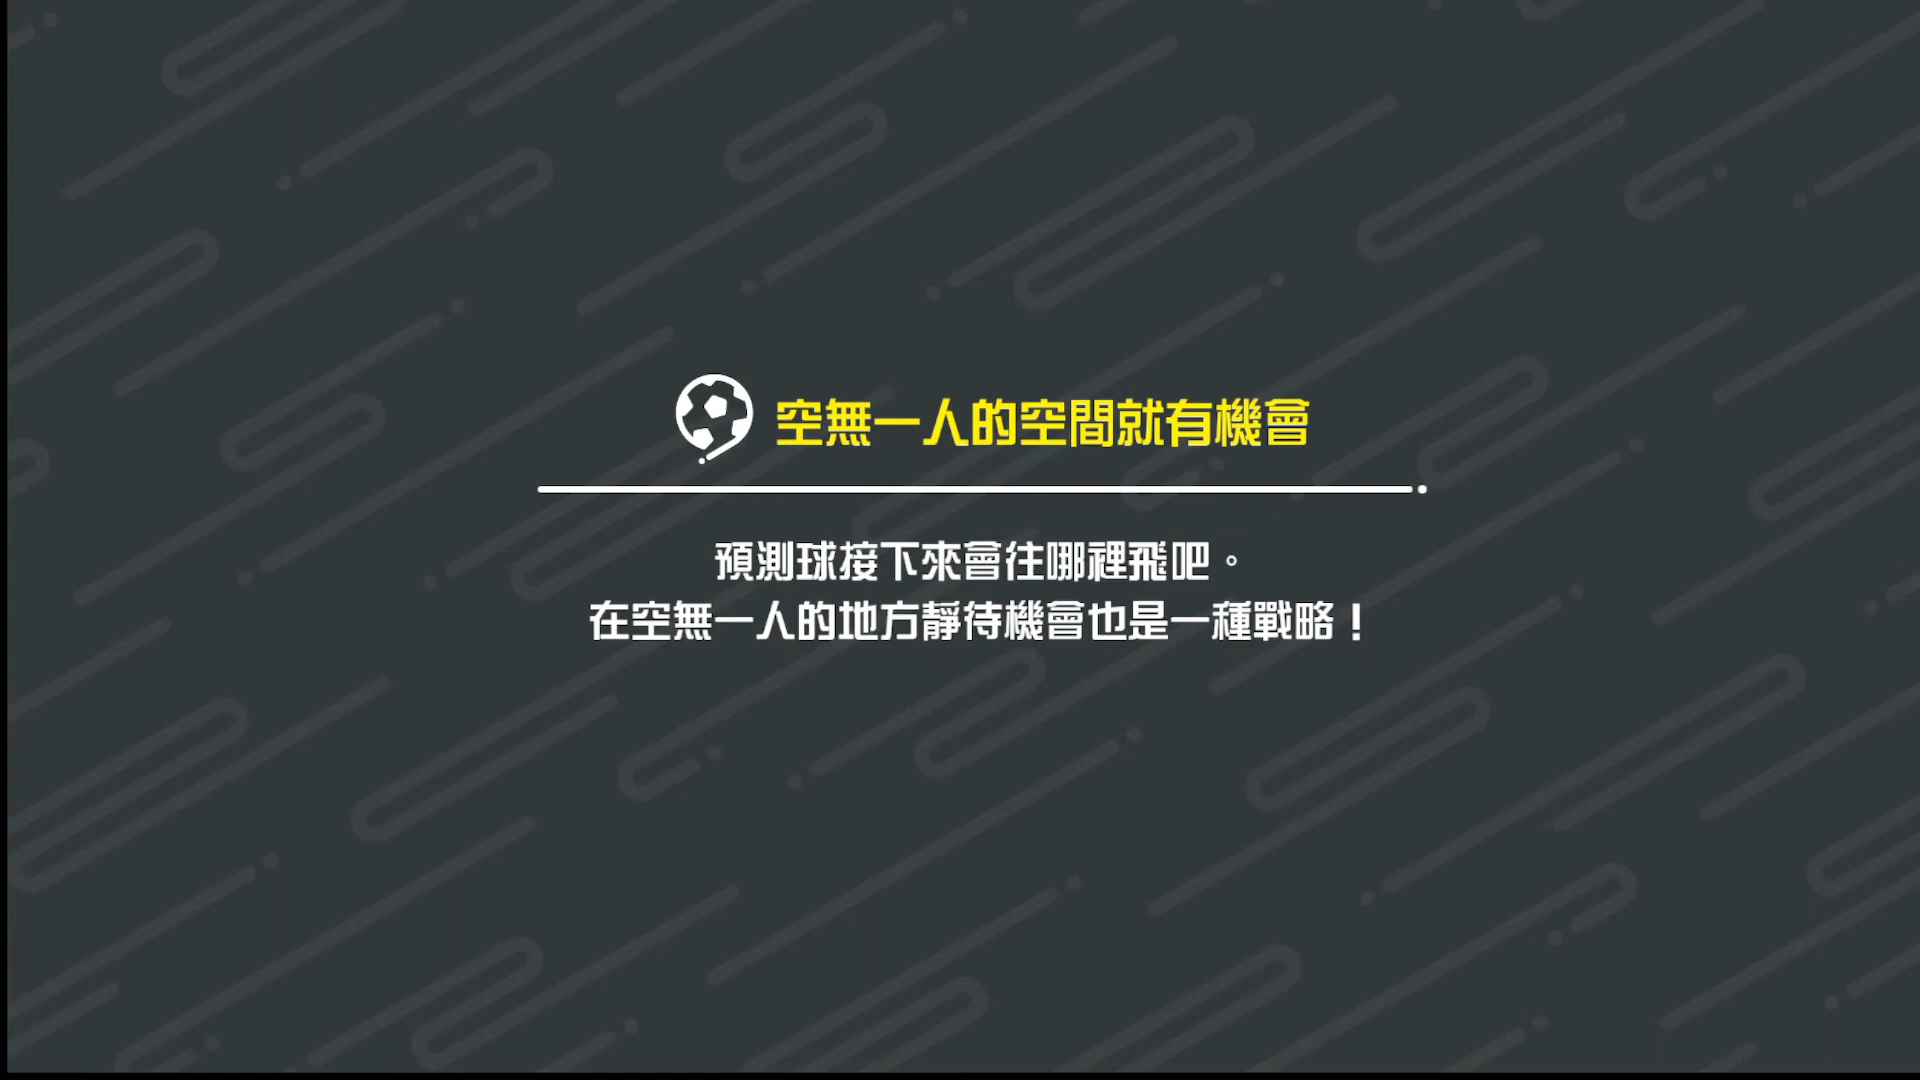 空無一人的空間就有機會
預測球接下來會往哪裡飛吧。
在空無一人的地方靜待機會也是一種戰略！